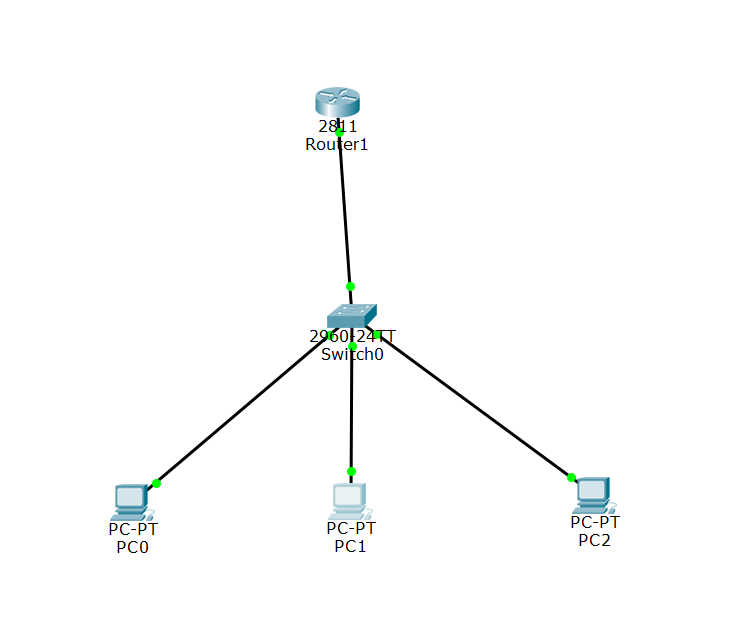 2811
Router1
2960-24TT
Switch0
PC-PT
PC0
PC-PT
PC1
PC-PT
PC2